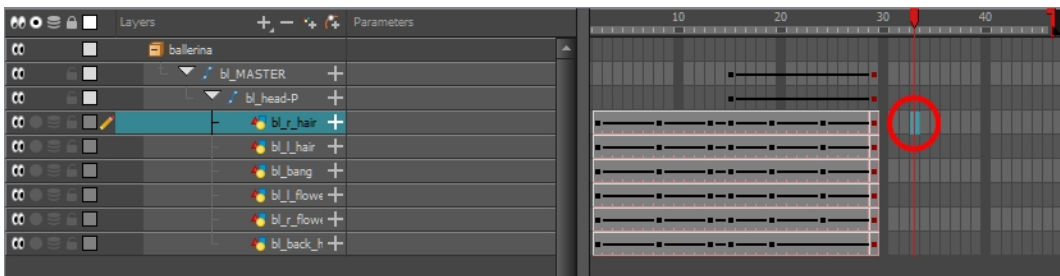 Layers Parameters 10 20 30 40
ballerina
bl_MASTER
bl_head-P
bl_r_hair
bl_l_hair
bl_bang
bl_l_flowe
bl_r_flowe
bl_back_h